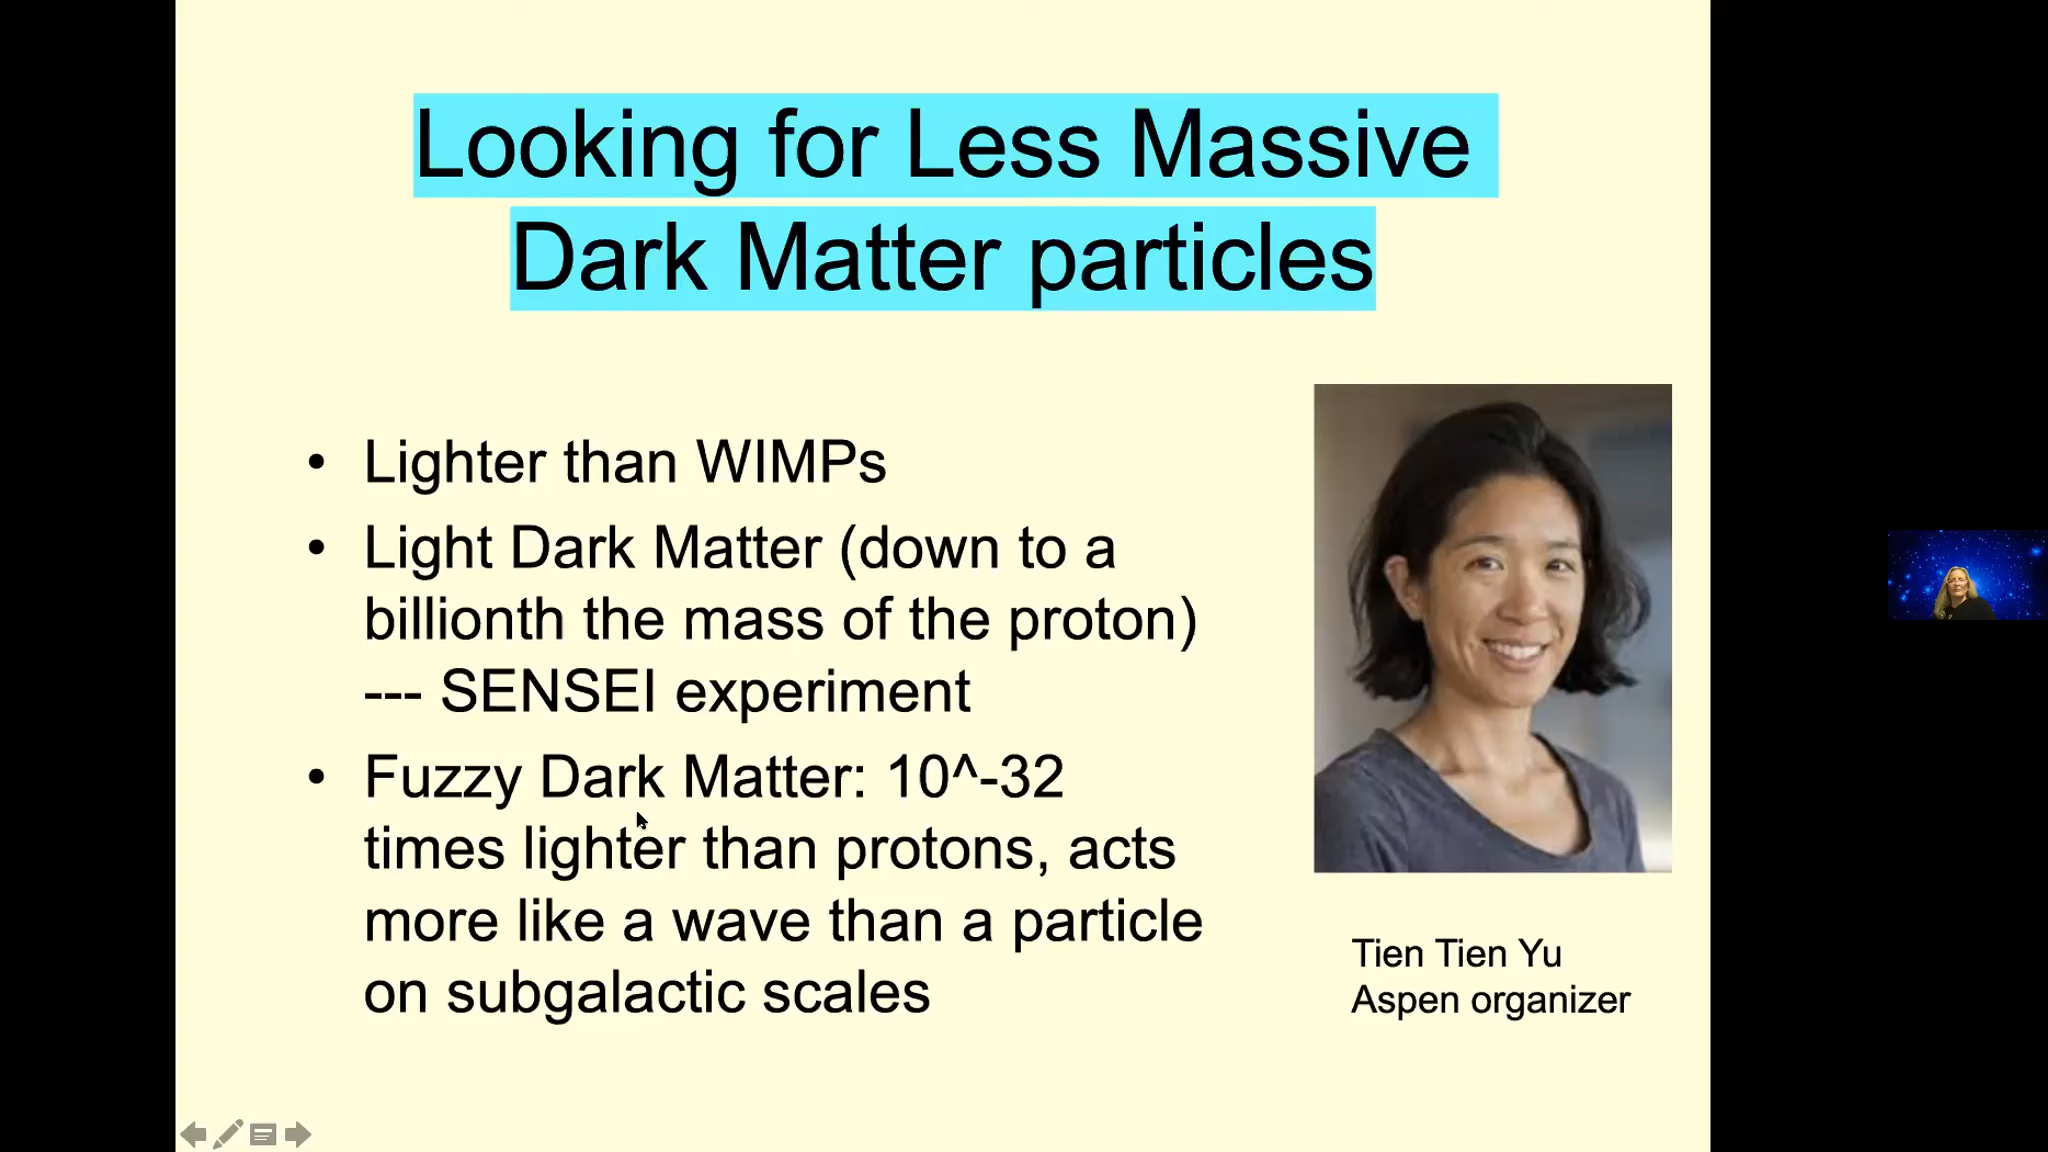 Looking for Less Massive
Dark Matter particles
• Lighter than WIMPs
• Light Dark Matter (down to a
billionth the mass of the proton)
--- SENSEI experiment
• Fuzzy Dark Matter: 10^-32
times lighter than protons, acts
more like a wave than a particle
on subgalactic scales
Tien Tien Yu
Aspen organizer